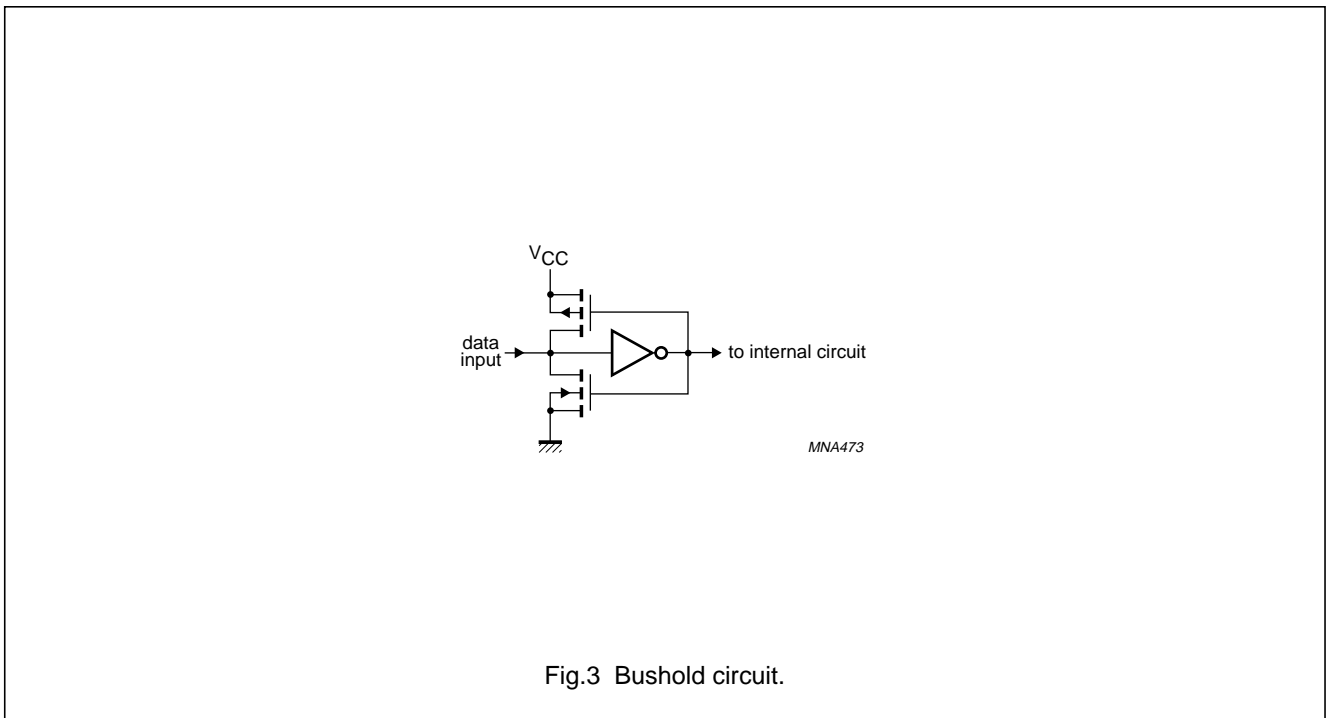 VCC
data
input
to internal circuit
MNA473
Fig.3 Bushold circuit.